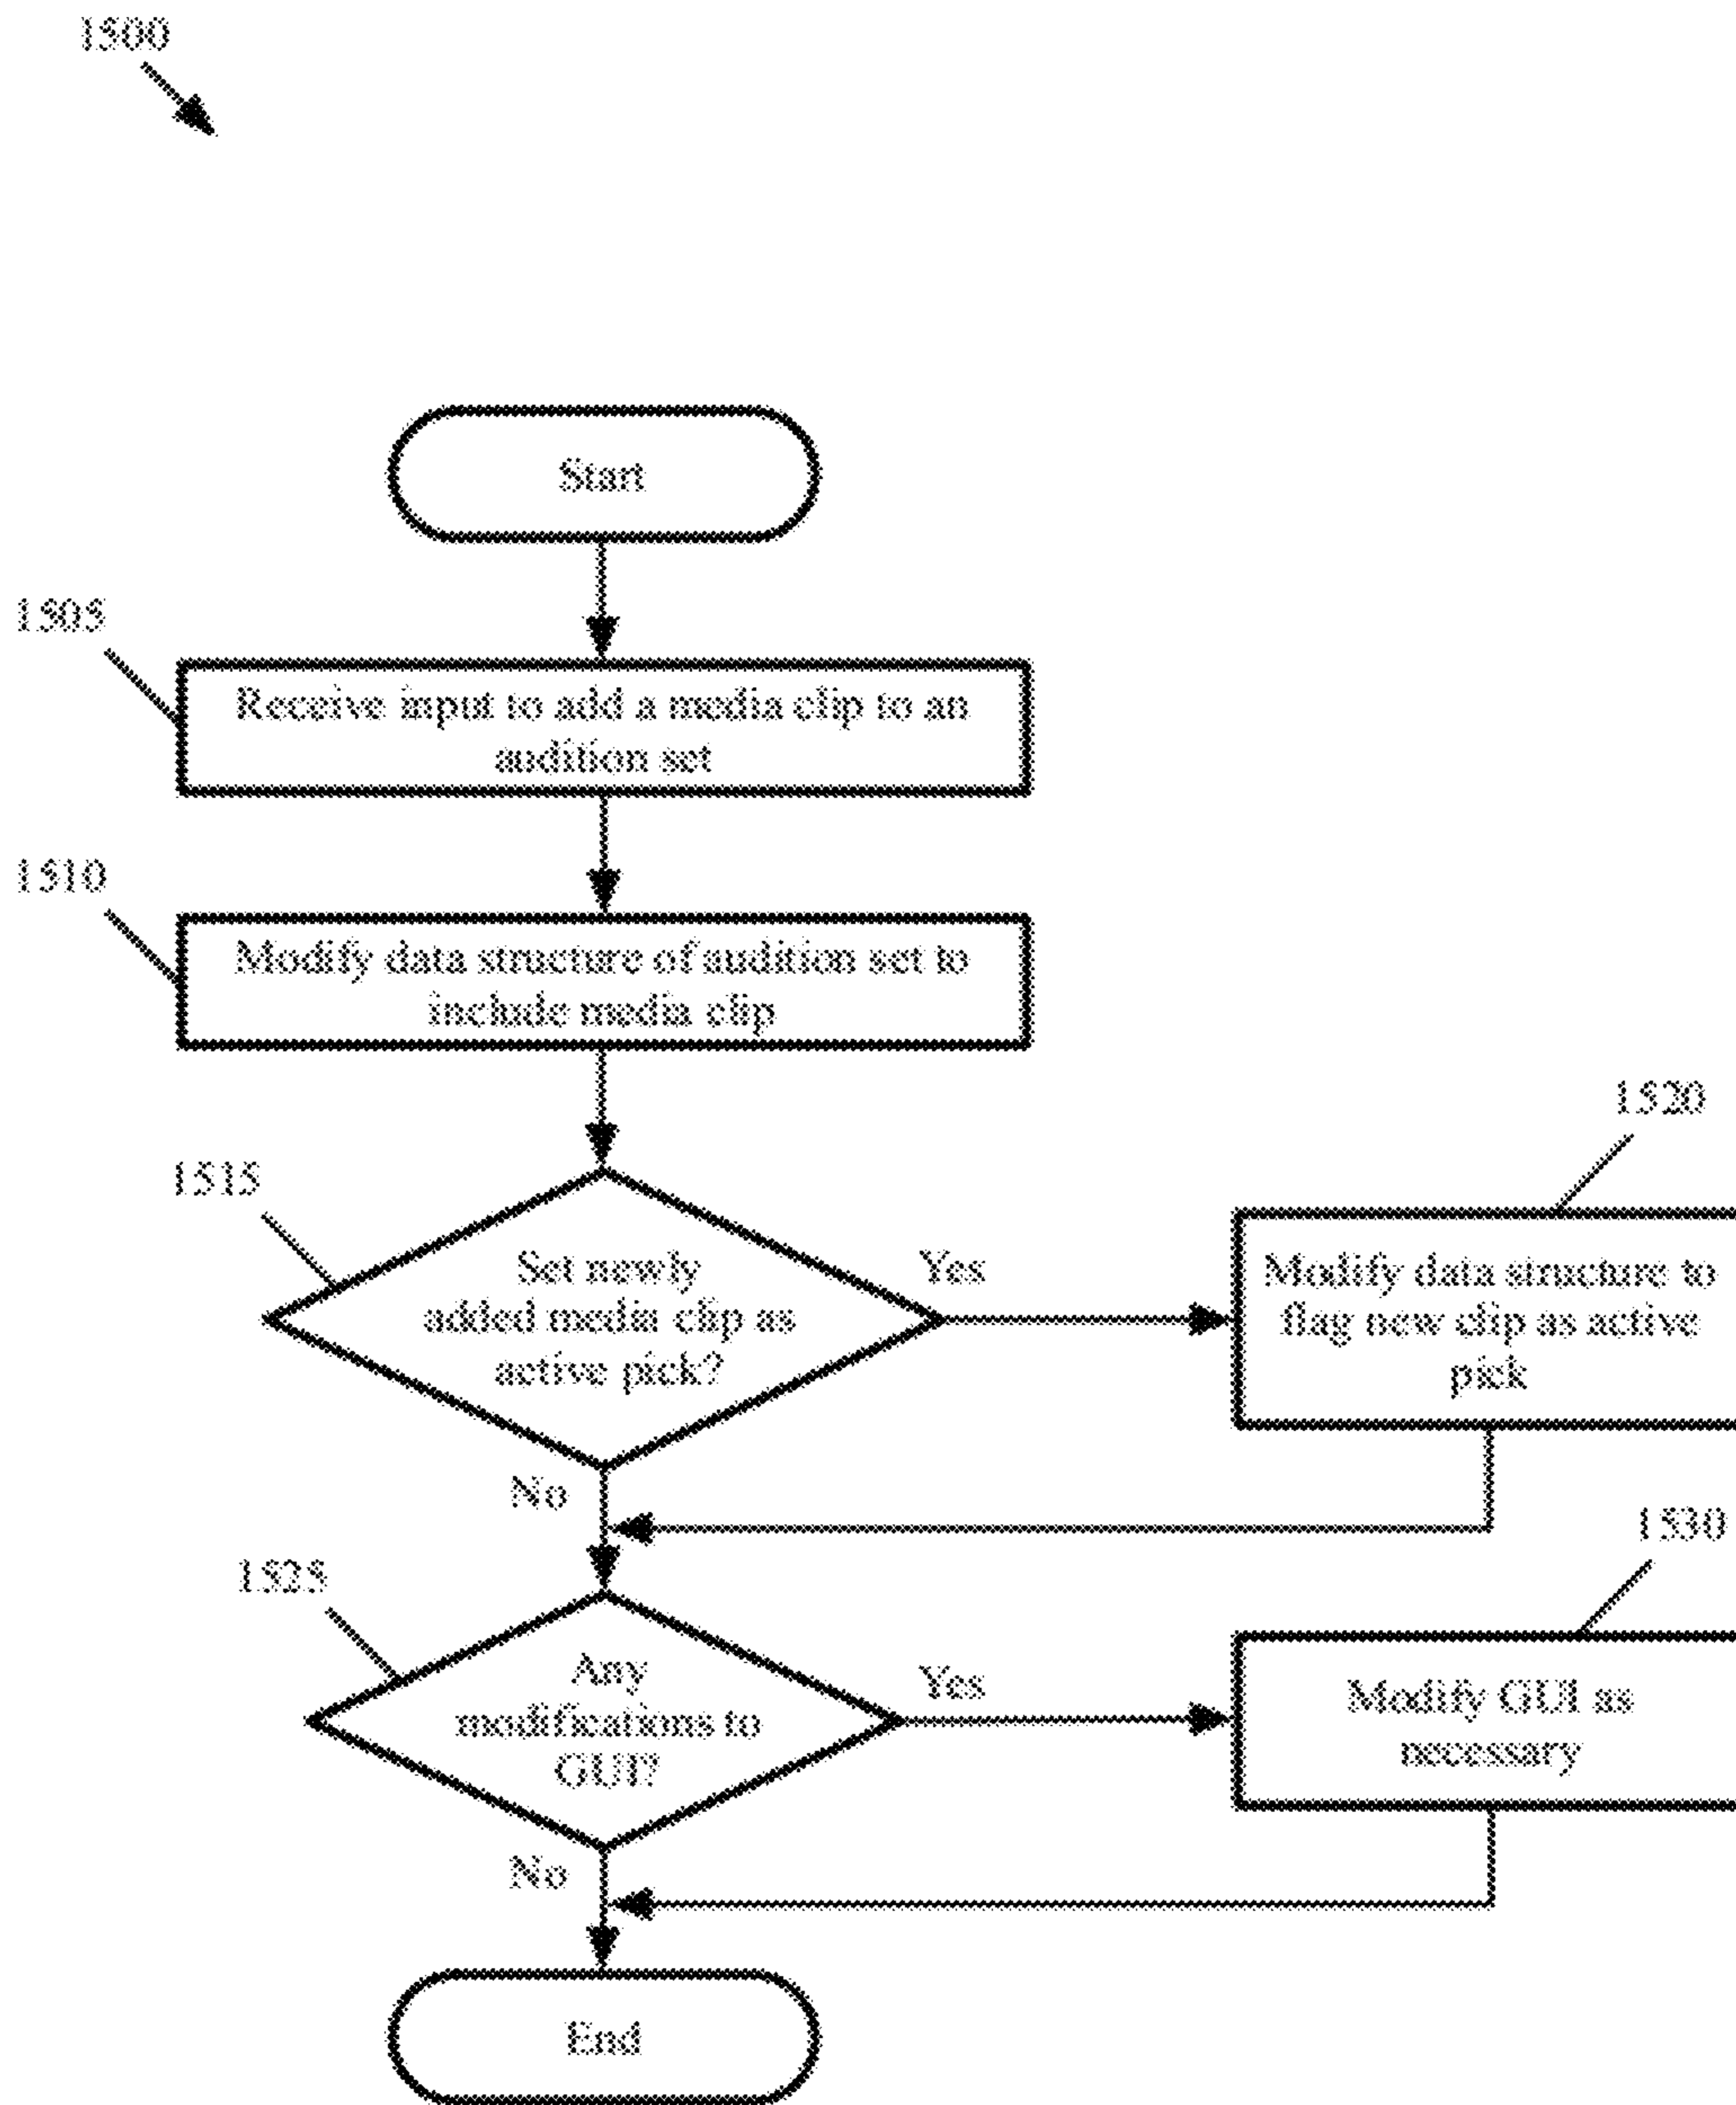 1500
Start
1505
Receive input to add a media clip to an
audition set
1510
Modify data structure of audition set to
include media clip
1515
Set newly
added media clip as
active pick?
Yes
1520
Modify data structure to
flag new clip as active
pick
No
1525
Any
modifications to
GUI?
Yes
1530
Modify GUI as
necessary
No
End